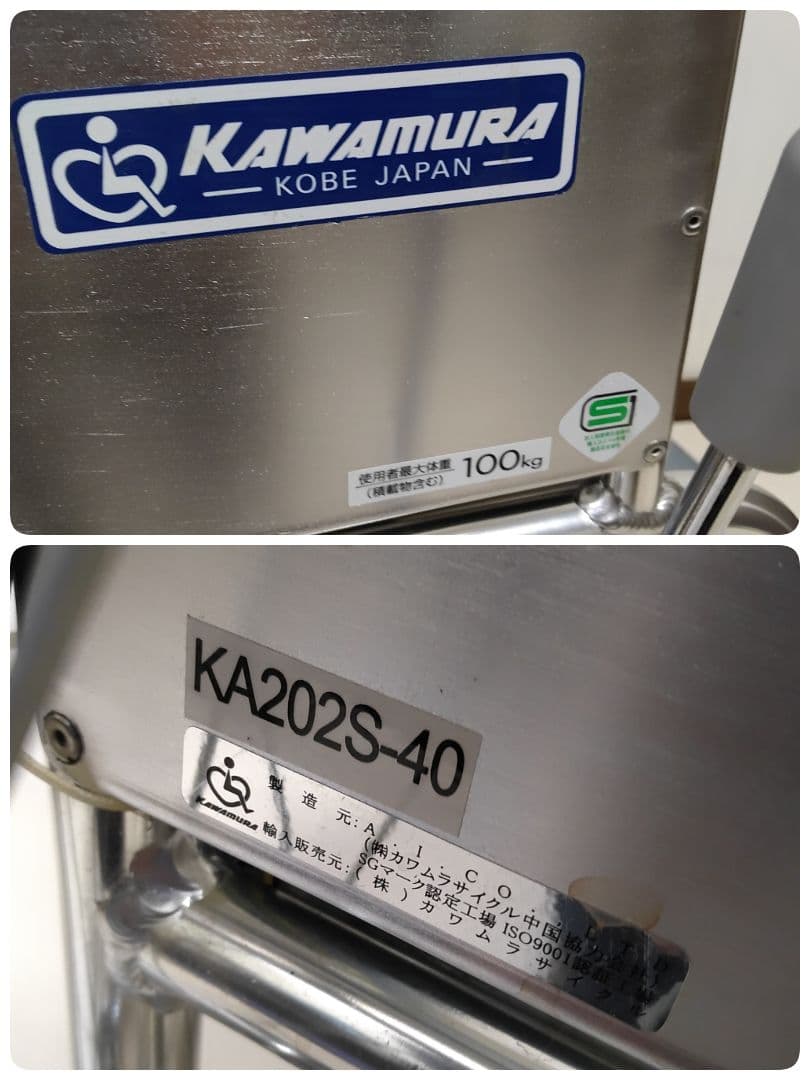 KAWAMURA
KOBE JAPAN
使用者最大体重
(積載物含む)
100kg
KA202S-40
KAWAMURA
製造元: A.I.CO.,LTD
(㈱カワムラサイクル中国協力
SGマーク認定工場 ISO9001
輸入販売元: (株)カワムラサイクル